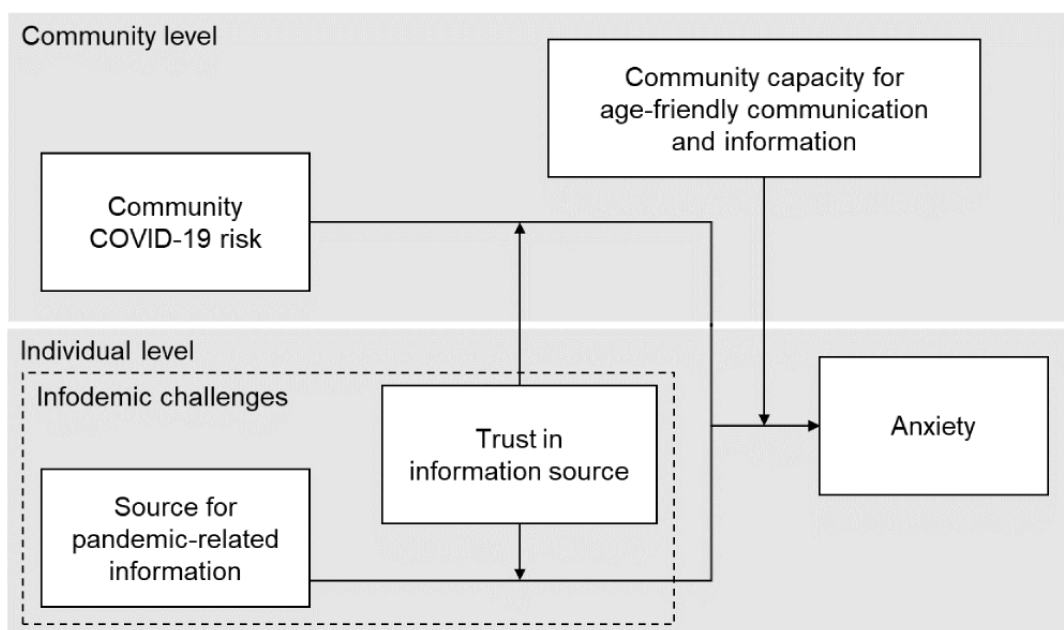 Community level
Community capacity for
age-friendly communication
and information
Community
COVID-19 risk
Individual level
Infodemic challenges
Trust in
information source
Anxiety
Source for
pandemic-related
information